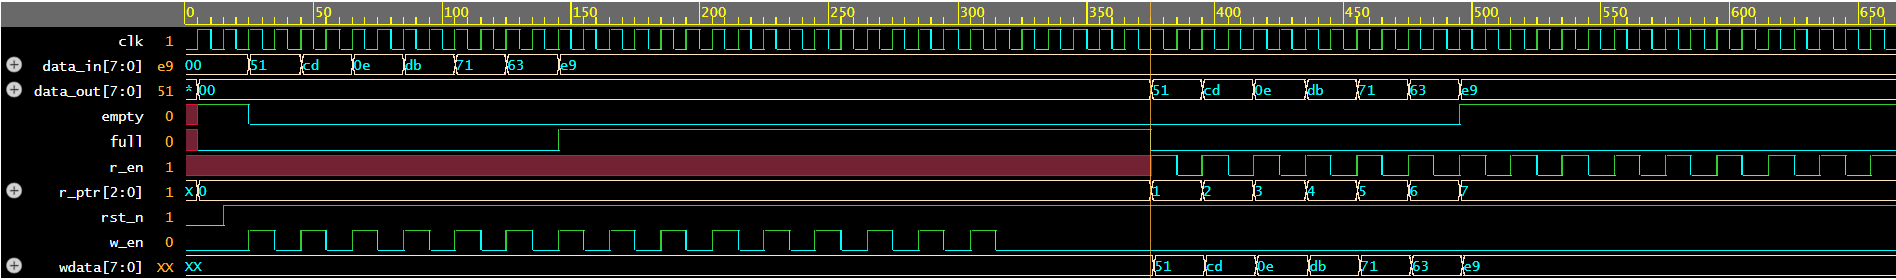 0 50 100 150 200 250 300 350 400 450 500 550 600 650
clk 1
data_in[7:0] e9 00 51 cd 0e db 71 63 e9
data_out[7:0] 51 * 00 51 cd 0e db 71 63 e9
empty 0
full 0
r_en 1
r_ptr[2:0] 1 X 0 1 2 3 4 5 6 7
rst_n 1
w_en 0
wdata[7:0] XX XX 51 cd 0e db 71 63 e9